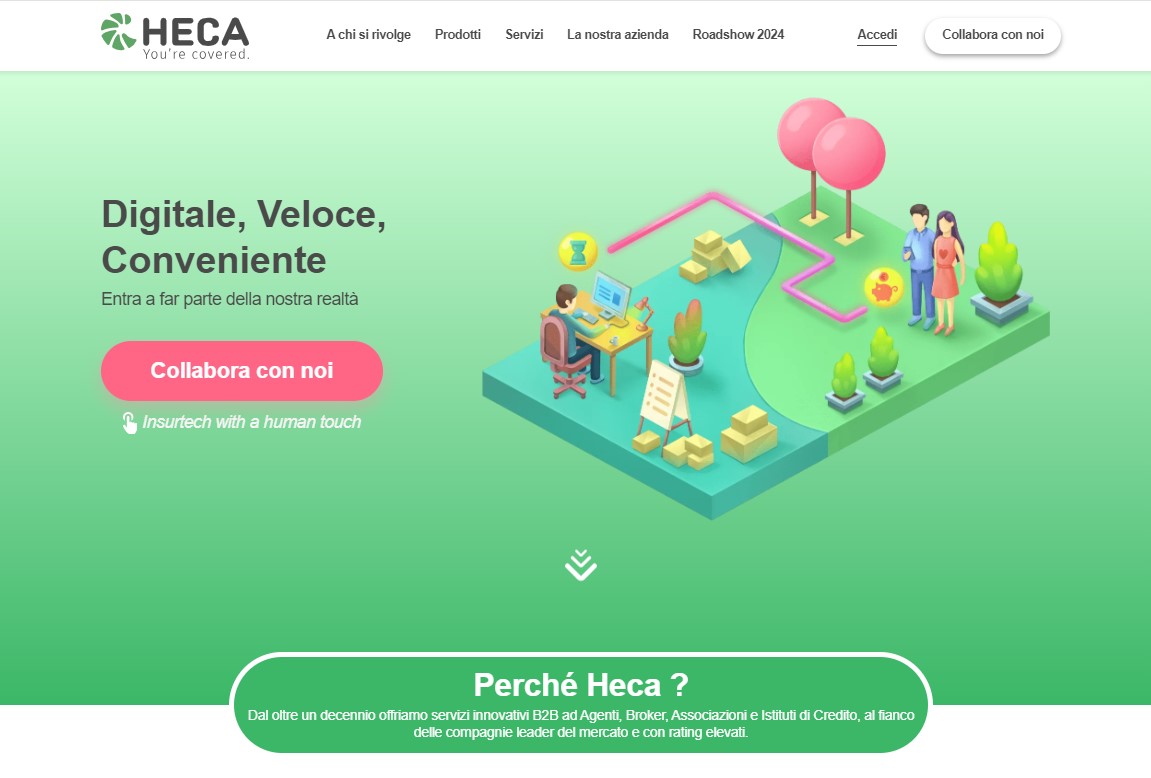 HECA
You're covered.
A chi si rivolge
Prodotti
Servizi
La nostra azienda
Roadshow 2024
Accedi
Collabora con noi
Digitale, Veloce,
Conveniente
Entra a far parte della nostra realtà
Collabora con noi
Insurtech with a human touch
Perché Heca ?
Dal oltre un decennio offriamo servizi innovativi B2B ad Agenti, Broker, Associazioni e Istituti di Credito, al fianco
delle compagnie leader del mercato e con rating elevati.